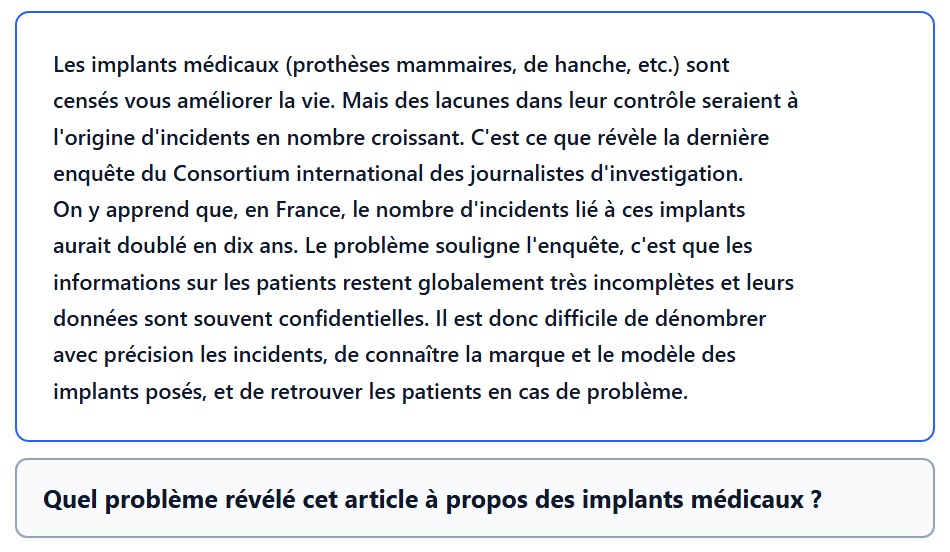 Les implants médicaux (prothèses mammaires, de hanche, etc.) sont
censés vous améliorer la vie. Mais des lacunes dans leur contrôle seraient à
l'origine d'incidents en nombre croissant. C'est ce que révèle la dernière
enquête du Consortium international des journalistes d'investigation.
On y apprend que, en France, le nombre d'incidents lié à ces implants
aurait doublé en dix ans. Le problème souligne l'enquête, c'est que les
informations sur les patients restent globalement très incomplètes et leurs
données sont souvent confidentielles. Il est donc difficile de dénombrer
avec précision les incidents, de connaître la marque et le modèle des
implants posés, et de retrouver les patients en cas de problème.
Quel problème révélé cet article à propos des implants médicaux ?